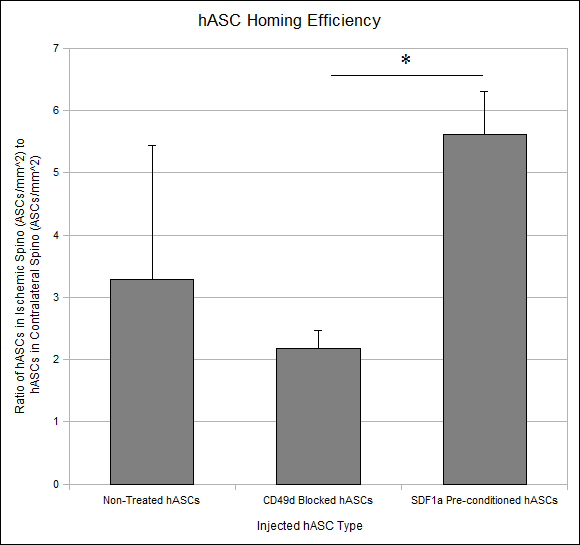 hASC Homing Efficiency
*
7
6
5
4
3
2
1
0
Ratio of hASCs in Ischemic Spino (ASCs/mm^2) to
hASCs in Contralateral Spino (ASCs/mm^2)
Non-Treated hASCs
CD49d Blocked hASCs
SDF1a Pre-conditioned hASCs
Injected hASC Type